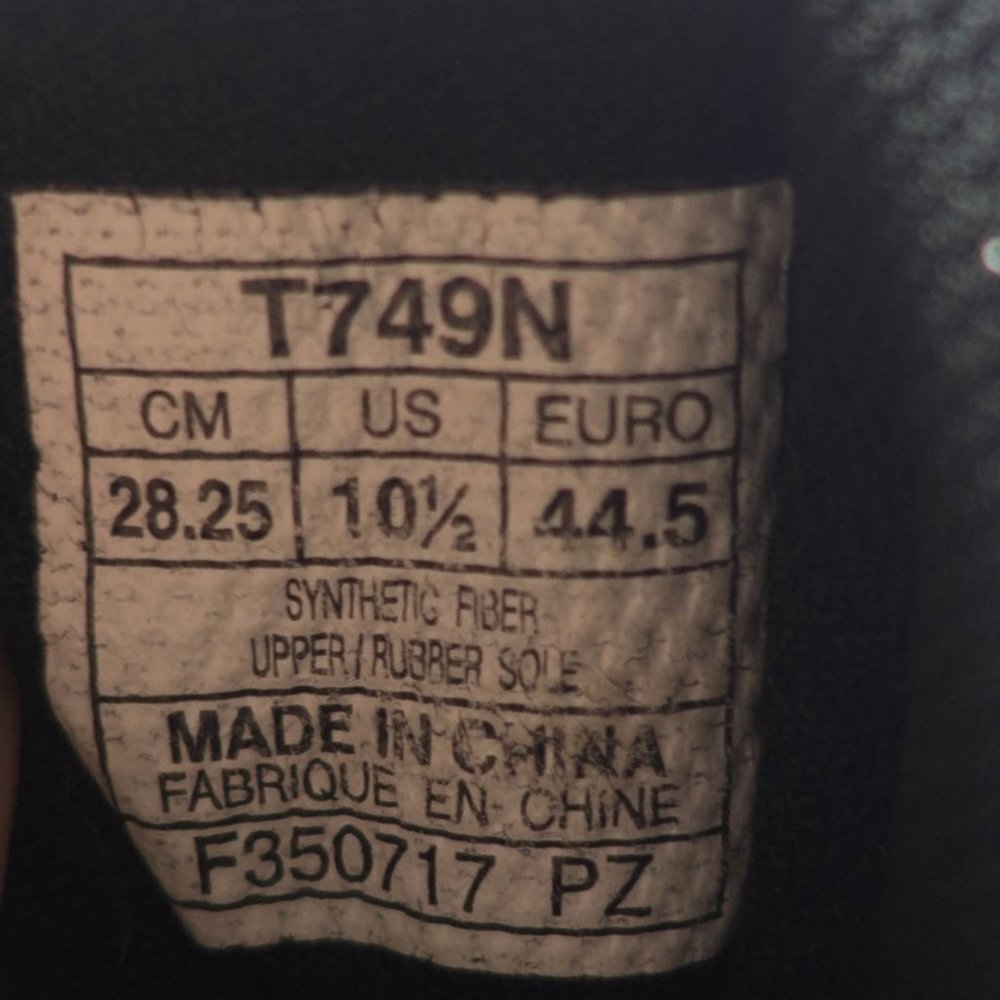 T749N
CM US EURO
28.25 10½ 44.5
SYNTHETIC FIBER
UPPER/RUBBER SOLE
MADE IN CHINA
FABRIQUE EN CHINE
F350717 PZ